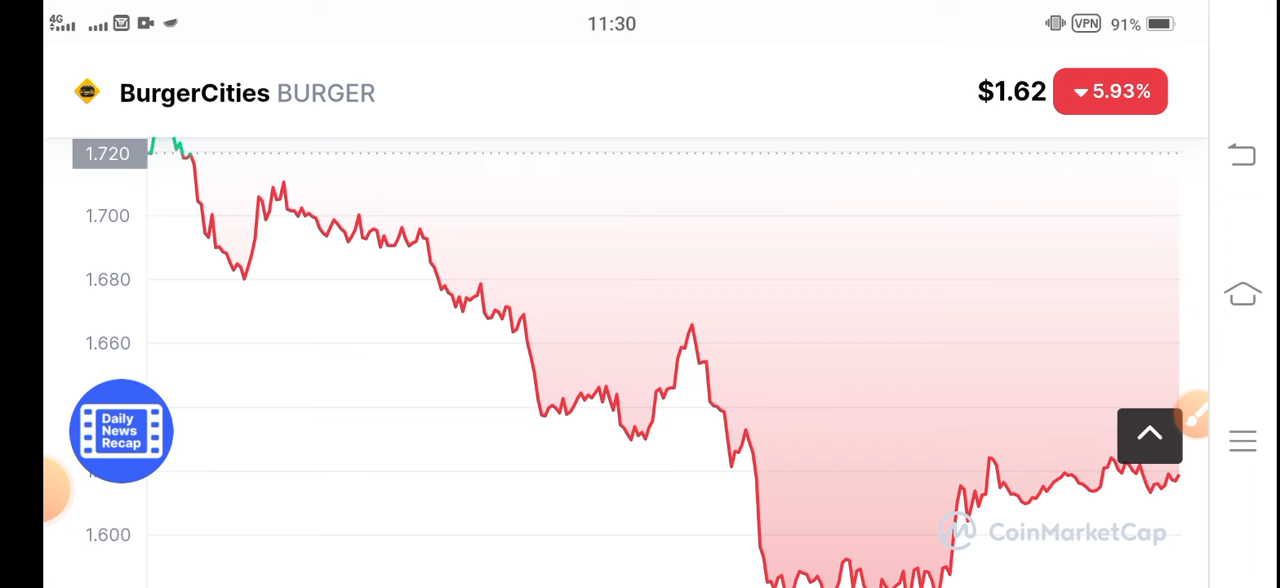 4G
11:30
VPN
91%
BurgerCities BURGER
$1.62
5.93%
1.720
1.700
1.680
1.660
Daily
News
Recap
1.600
CoinMarketCap